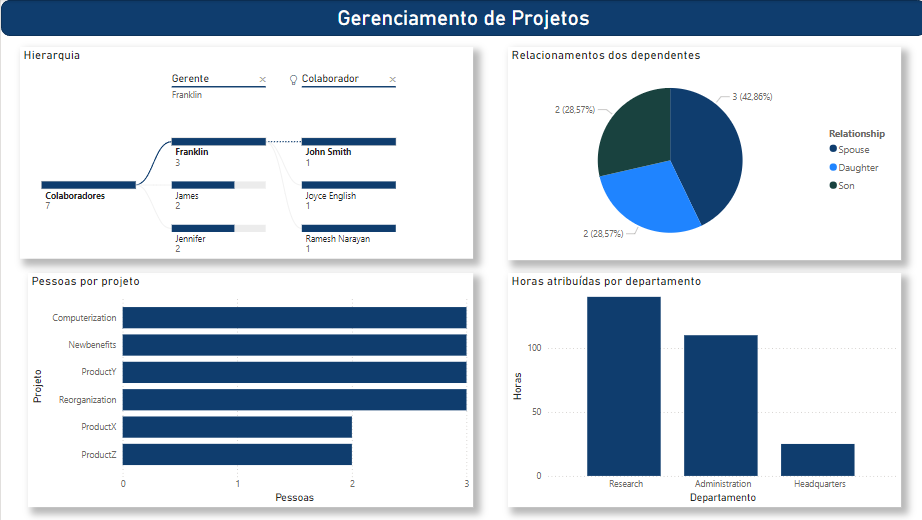 Gerenciamento de Projetos
Hierarquia
Gerente
Colaborador
Franklin
Franklin
3
John Smith
1
Colaboradores
7
James
2
Joyce English
1
Jennifer
2
Ramesh Narayan
1
Relacionamentos dos dependentes
3 (42,86%)
2 (28,57%)
2 (28,57%)
Relationship
Spouse
Daughter
Son
Pessoas por projeto
Projeto
Computerization
Newbenefits
ProductY
Reorganization
ProductX
ProductZ
0 1 2 3
Pessoas
Horas atribuídas por departamento
Horas
100
50
0
Research Administration Headquarters
Departamento